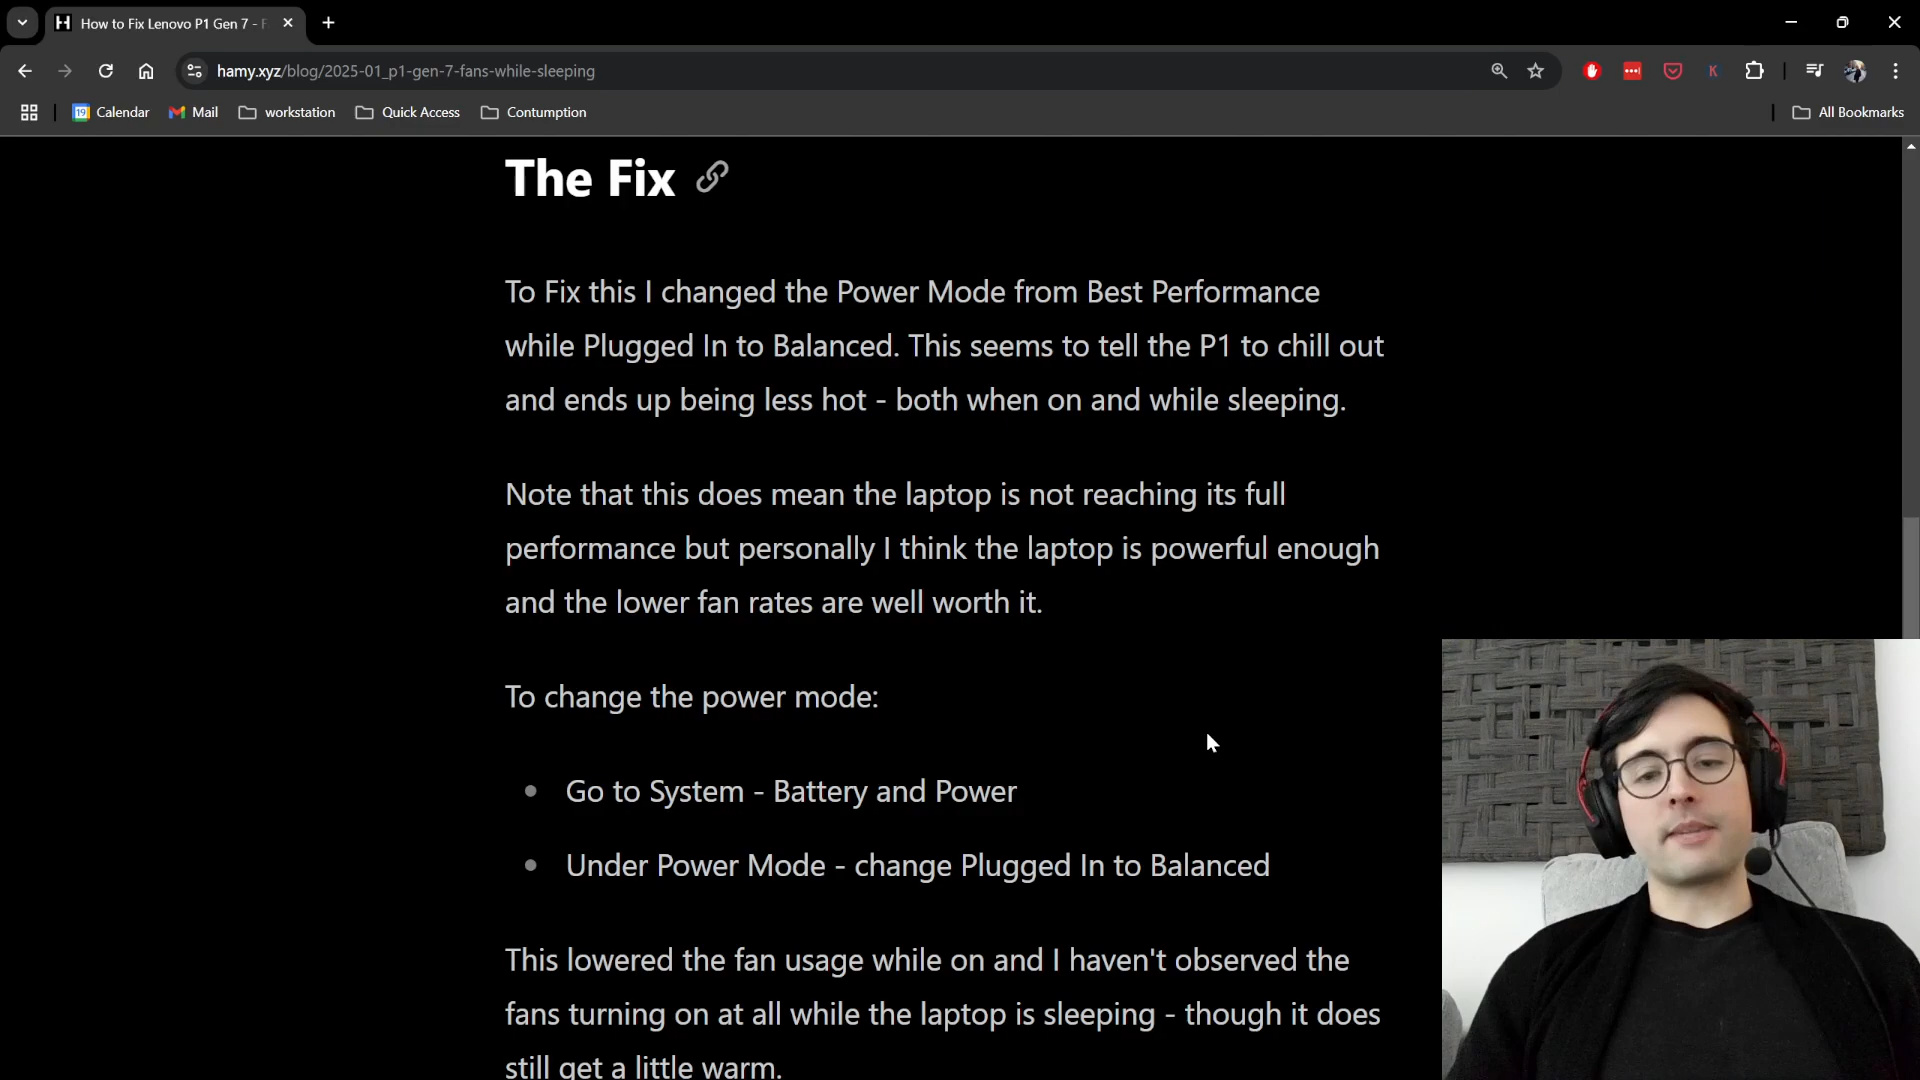 How to Fix Lenovo P1 Gen 7 -
hamy.xyz/blog/2025-01_p1-gen-7-fans-while-sleeping
Calendar
Mail
workstation
Quick Access
Contumption
All Bookmarks
The Fix
To Fix this I changed the Power Mode from Best Performance
while Plugged In to Balanced. This seems to tell the P1 to chill out
and ends up being less hot - both when on and while sleeping.
Note that this does mean the laptop is not reaching its full
performance but personally I think the laptop is powerful enough
and the lower fan rates are well worth it.
To change the power mode:
• Go to System - Battery and Power
• Under Power Mode - change Plugged In to Balanced
This lowered the fan usage while on and I haven't observed the
fans turning on at all while the laptop is sleeping - though it does
still get a little warm.